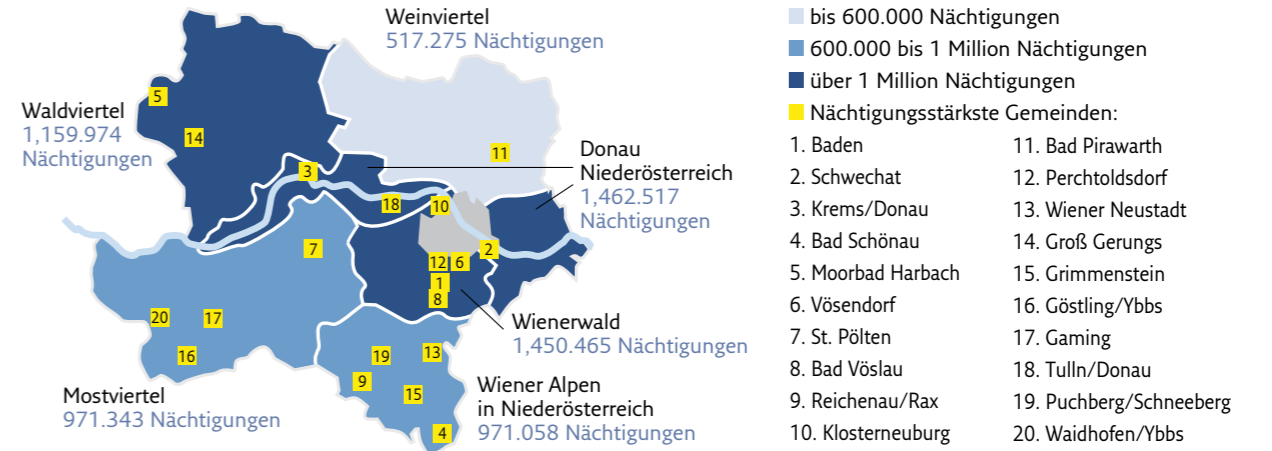 Weinviertel
517.275 Nächtigungen
Waldviertel
1,159.974
Nächtigungen
Donau
Niederösterreich
1,462.517
Nächtigungen
Wienerwald
1,450.465 Nächtigungen
Mostviertel
971.343 Nächtigungen
Wiener Alpen
in Niederösterreich
971.058 Nächtigungen
5
14
11
3
18
10
7
2
12 6
1
8
20
17
16
19
13
9
15
4
bis 600.000 Nächtigungen
600.000 bis 1 Million Nächtigungen
über 1 Million Nächtigungen
Nächtigungsstärkste Gemeinden:
1. Baden
2. Schwechat
3. Krems/Donau
4. Bad Schönau
5. Moorbad Harbach
6. Vösendorf
7. St. Pölten
8. Bad Vöslau
9. Reichenau/Rax
10. Klosterneuburg
11. Bad Pirawarth
12. Perchtoldsdorf
13. Wiener Neustadt
14. Groß Gerungs
15. Grimmenstein
16. Göstling/Ybbs
17. Gaming
18. Tulln/Donau
19. Puchberg/Schneeberg
20. Waidhofen/Ybbs